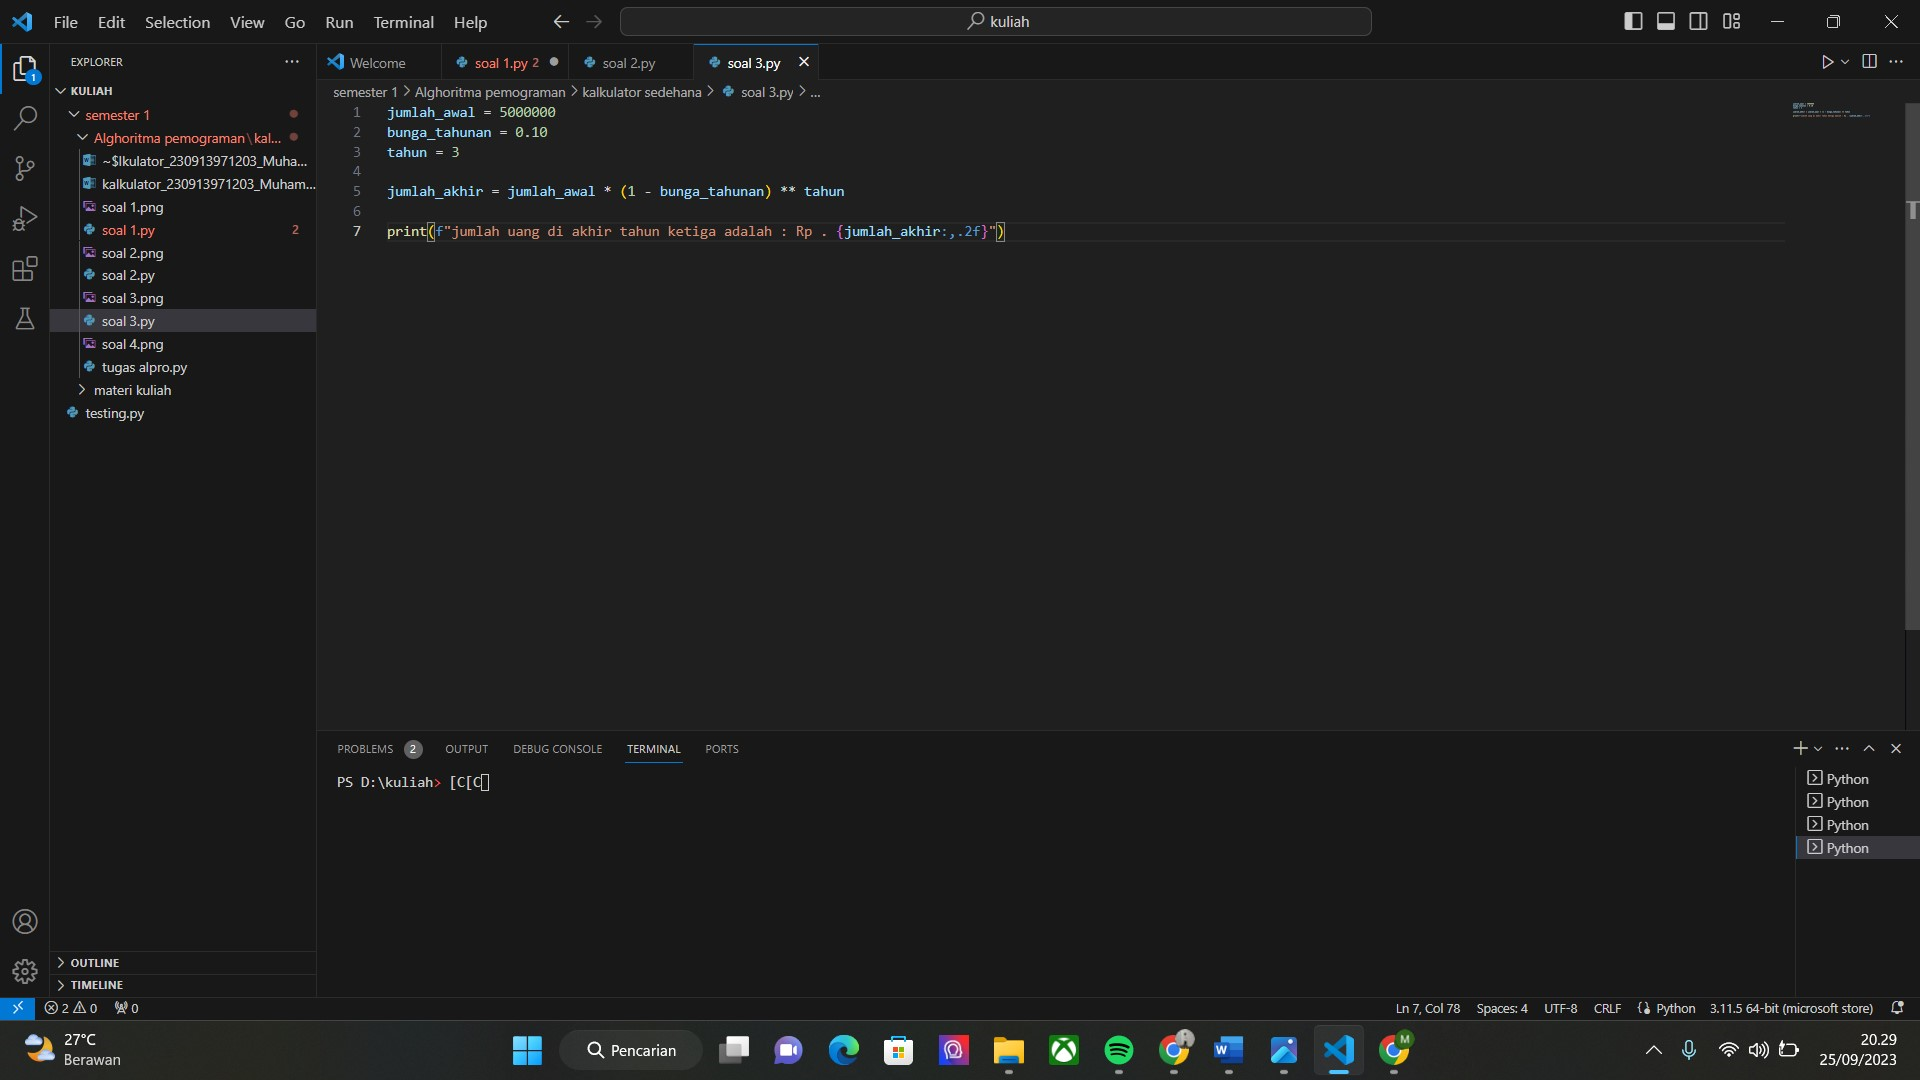 File Edit Selection View Go Run Terminal Help
kuliah
EXPLORER
Welcome
soal 1.py 2
soal 2.py
soal 3.py
KULIAH
semester 1
Alghoritma pemograman\kal...
~$lkulator_230913971203_Muha...
kalkulator_230913971203_Muham...
soal 1.png
soal 1.py 2
soal 2.png
soal 2.py
soal 3.png
soal 3.py
soal 4.png
tugas alpro.py
materi kuliah
testing.py
OUTLINE
TIMELINE
semester 1 > Alghoritma pemograman > kalkulator sedehana > soal 3.py > ...
1 jumlah_awal = 5000000
2 bunga_tahunan = 0.10
3 tahun = 3
4
5 jumlah_akhir = jumlah_awal * (1 - bunga_tahunan) ** tahun
6
7 print(f"jumlah uang di akhir tahun ketiga adalah : Rp . {jumlah_akhir:,.2f}")
PROBLEMS 2 OUTPUT DEBUG CONSOLE TERMINAL PORTS
PS D:\kuliah> [C[C
Python
Python
Python
Python
1
2 0 0
Ln 7, Col 78 Spaces: 4 UTF-8 CRLF Python 3.11.5 64-bit (microsoft store)
27°C
Berawan
Pencarian
M
20.29
25/09/2023